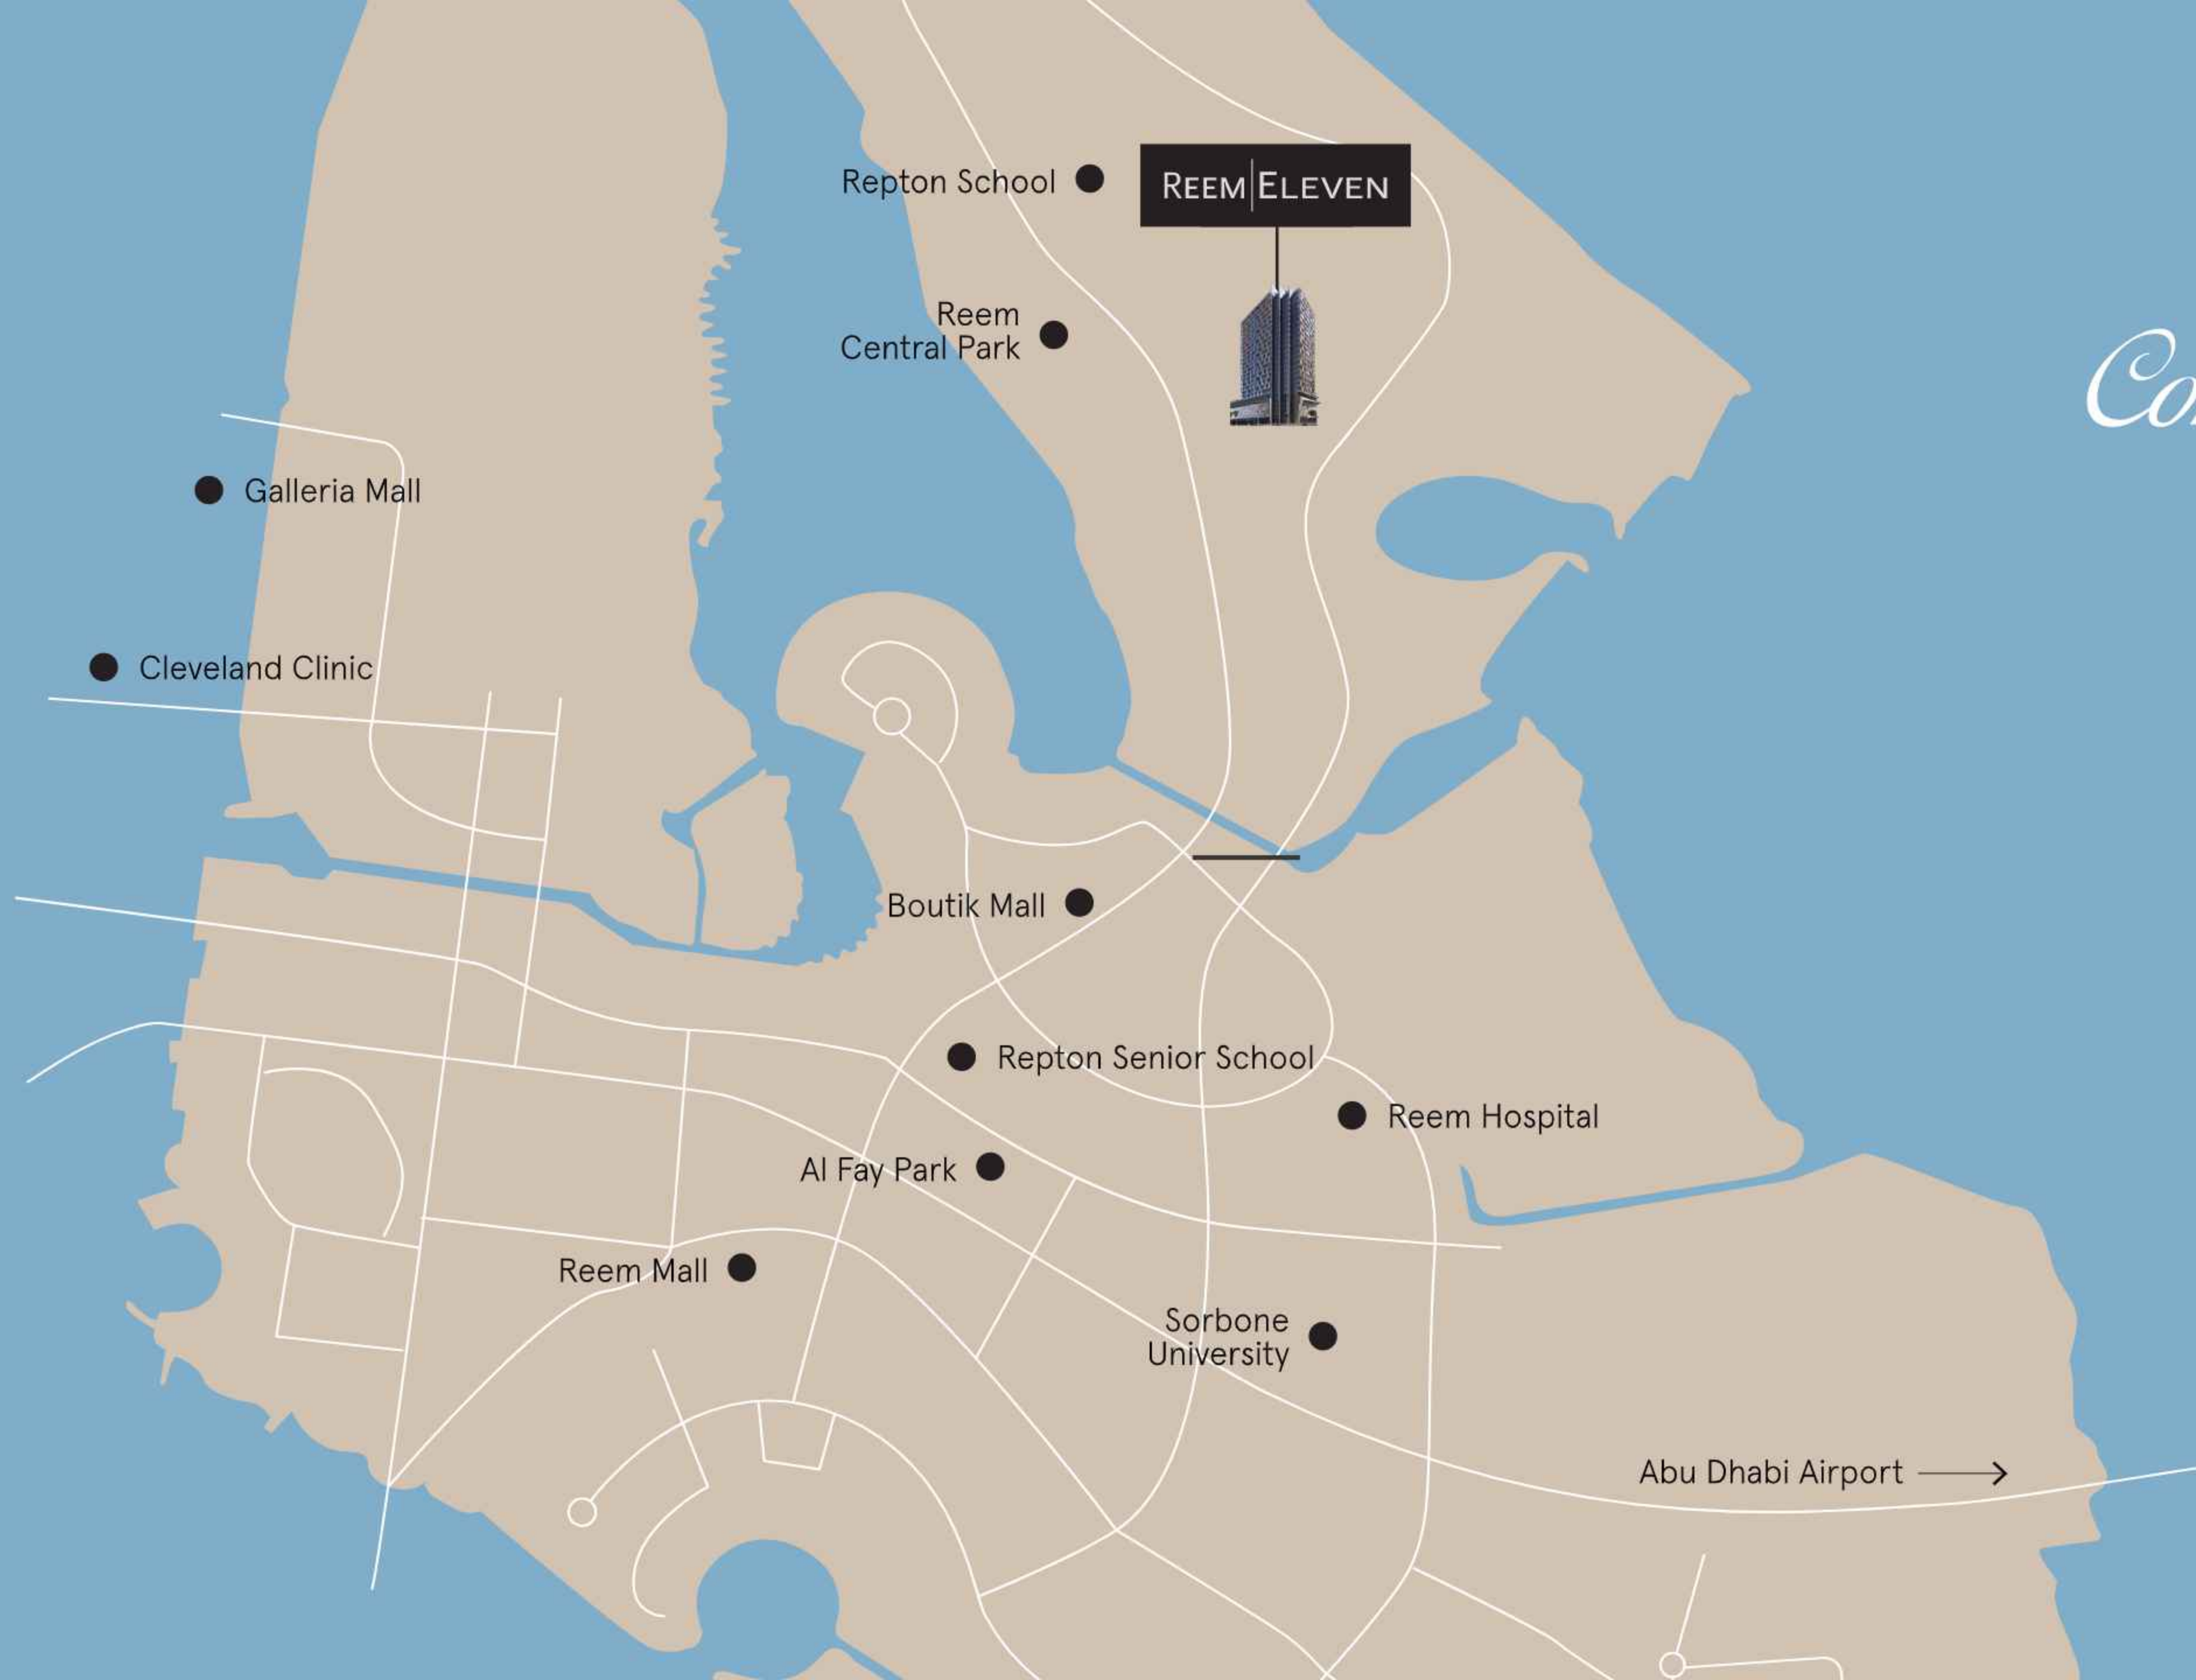 Repton School
REEM|ELEVEN
Reem
Central Park
Galleria Mall
Cleveland Clinic
Boutik Mall
Repton Senior School
Reem Hospital
Al Fay Park
Reem Mall
Sorbone
University
Abu Dhabi Airport